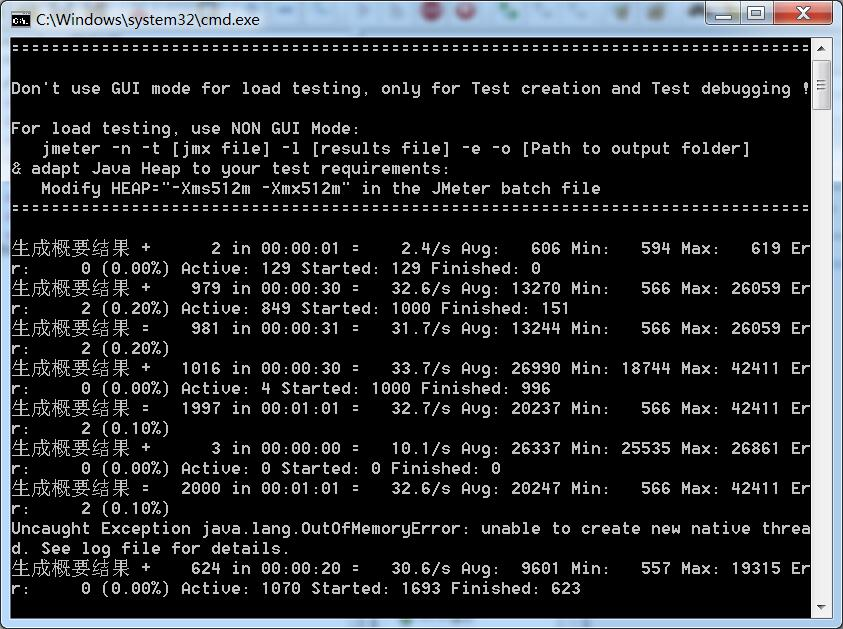 C:\Windows\system32\cmd.exe
================================================================================
Don't use GUI mode for load testing, only for Test creation and Test debugging !
For load testing, use NON GUI Mode:
   jmeter -n -t [jmx file] -l [results file] -e -o [Path to output folder]
& adapt Java Heap to your test requirements:
   Modify HEAP="-Xms512m -Xmx512m" in the JMeter batch file
================================================================================
生成概要结果 +      2 in 00:00:01 =    2.4/s Avg:   606 Min:   594 Max:   619 Er
r:     0 (0.00%) Active: 129 Started: 129 Finished: 0
生成概要结果 +    979 in 00:00:30 =   32.6/s Avg: 13270 Min:   566 Max: 26059 Er
r:     2 (0.20%) Active: 849 Started: 1000 Finished: 151
生成概要结果 =    981 in 00:00:31 =   31.7/s Avg: 13244 Min:   566 Max: 26059 Er
r:     2 (0.20%)
生成概要结果 +   1016 in 00:00:30 =   33.7/s Avg: 26990 Min: 18744 Max: 42411 Er
r:     0 (0.00%) Active: 4 Started: 1000 Finished: 996
生成概要结果 =   1997 in 00:01:01 =   32.7/s Avg: 20237 Min:   566 Max: 42411 Er
r:     2 (0.10%)
生成概要结果 +      3 in 00:00:00 =   10.1/s Avg: 26337 Min: 25535 Max: 26861 Er
r:     0 (0.00%) Active: 0 Started: 0 Finished: 0
生成概要结果 =   2000 in 00:01:01 =   32.6/s Avg: 20247 Min:   566 Max: 42411 Er
r:     2 (0.10%)
Uncaught Exception java.lang.OutOfMemoryError: unable to create new native threa
d. See log file for details.
生成概要结果 +    624 in 00:00:20 =   30.6/s Avg:  9601 Min:   557 Max: 19315 Er
r:     0 (0.00%) Active: 1070 Started: 1693 Finished: 623